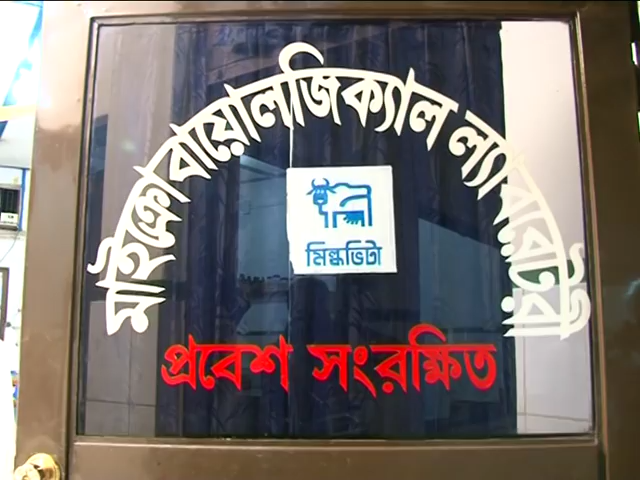 মাইক্রোবায়োলজিক্যাল ল্যাবরেটরী
মিল্কভিটা
প্রবেশ সংরক্ষিত